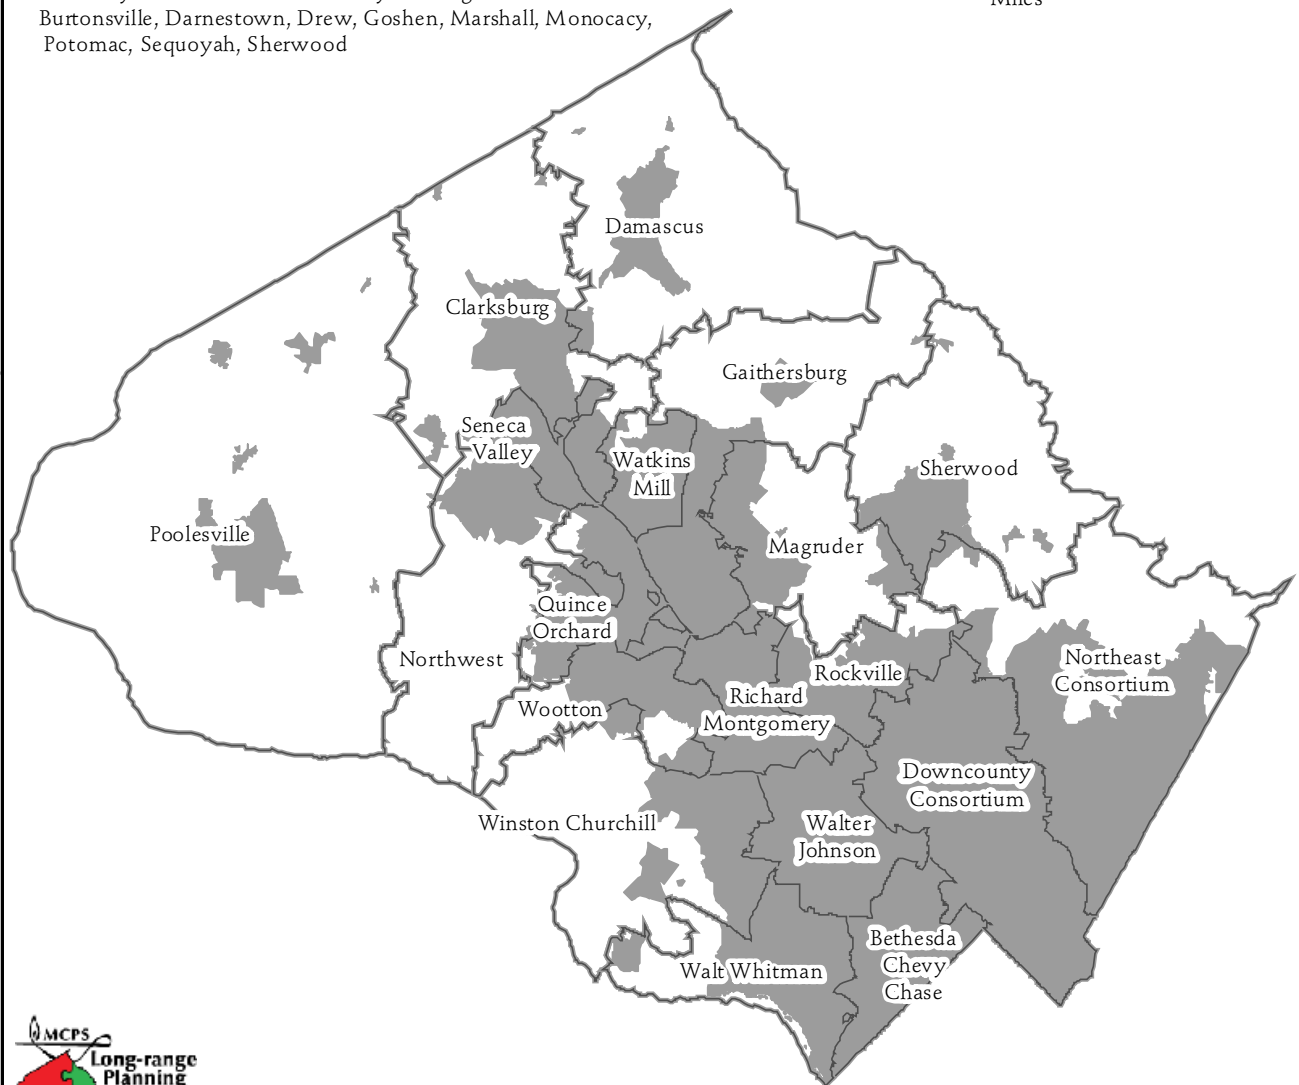 Burtonsville, Darnestown, Drew, Goshen, Marshall, Monocacy,
Potomac, Sequoyah, Sherwood
Miles
Damascus
Clarksburg
Gaithersburg
Seneca
Valley
Watkins
Mill
Sherwood
Poolesville
Magruder
Quince
Orchard
Northwest
Rockville
Northeast
Consortium
Wootton
Richard
Montgomery
Downcounty
Consortium
Winston Churchill
Walter
Johnson
Bethesda
Chevy
Chase
Walt Whitman
MCPS
Long-range
Planning